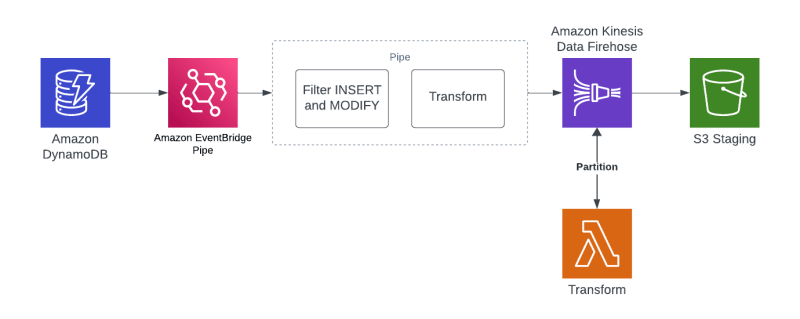 Amazon
DynamoDB
Amazon EventBridge
Pipe
Pipe
Filter INSERT
and MODIFY
Transform
Amazon Kinesis
Data Firehose
S3 Staging
Partition
Transform